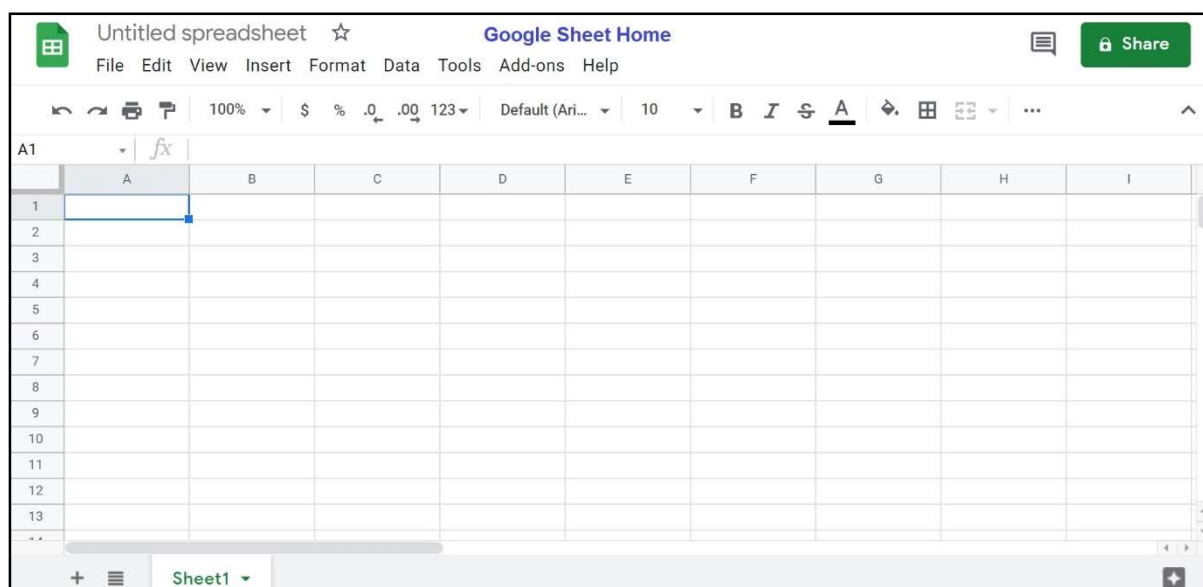 Untitled spreadsheet Google Sheet Home
Share
File Edit View Insert Format Data Tools Add-ons Help
100% $ % .0 .00 123 Default (Ari... 10 B I S A ...
A1 fx
A B C D E F G H I
1
2
3
4
5
6
7
8
9
10
11
12
13
+ Sheet1